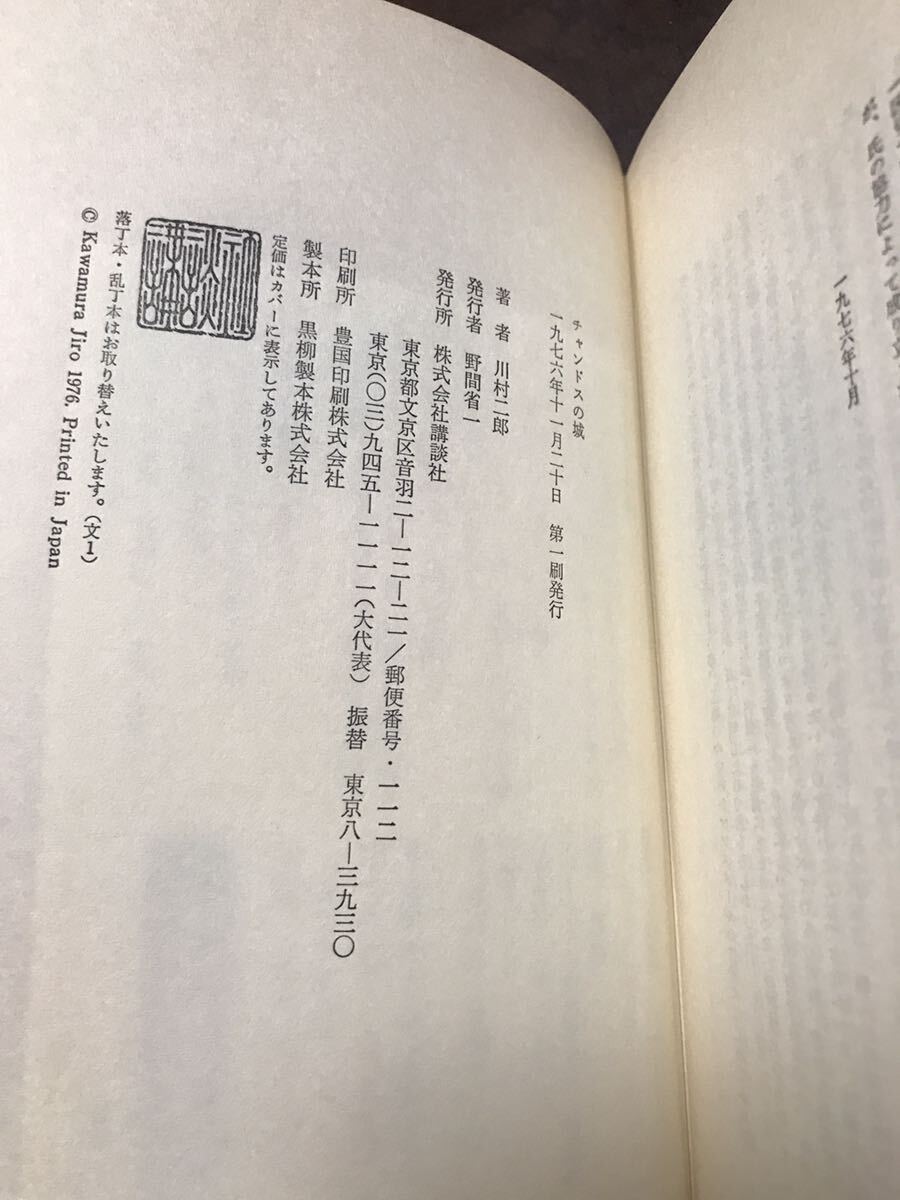 氏の
一九七六年十月
チャンドスの城
一九七六年十一月二十日　第一刷発行
著　者　川村二郎
発行者　野間省一
発行所　株式会社講談社
東京都文京区音羽二―一二―二一／郵便番号・一一二
東京（〇三）九四五―一一一一（大代表）　振替　東京八―三九三〇
印刷所　豊国印刷株式会社
製本所　黒柳製本株式会社
定価はカバーに表示してあります。
講談社
落丁本・乱丁本はお取り替えいたします。（文1）
© Kawamura Jiro 1976, Printed in Japan